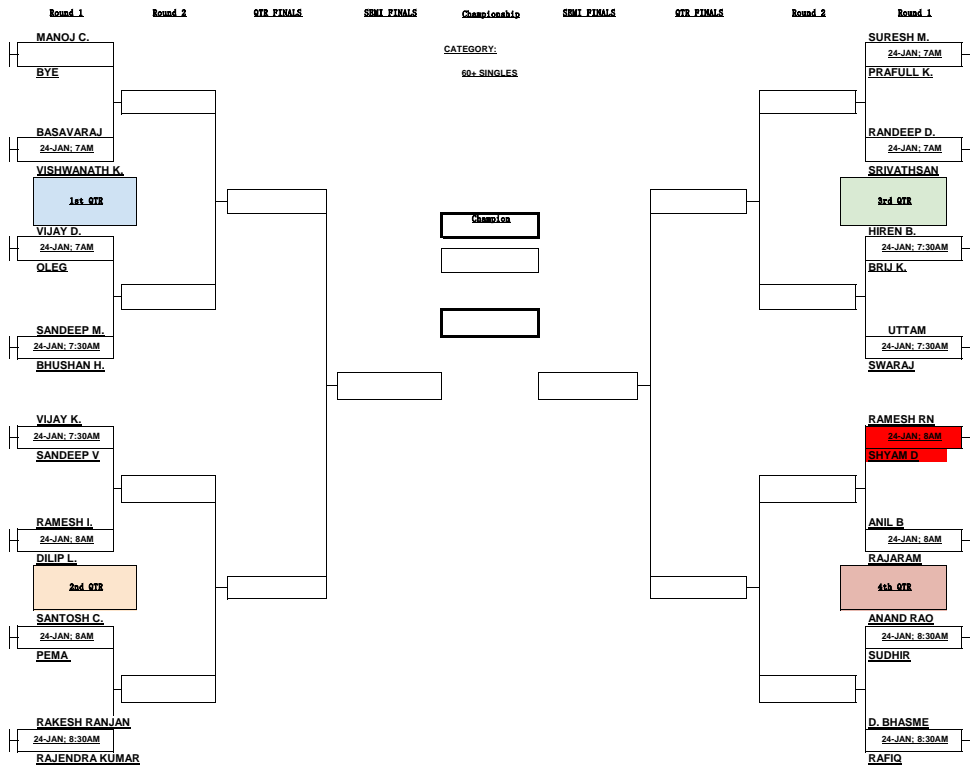 Round 1 Round 2 QTR FINALS SEMI FINALS Championship SEMI FINALS QTR FINALS Round 2 Round 1
CATEGORY:
60+ SINGLES
MANOJ C.
BYE
BASAVARAJ
24-JAN; 7AM
VISHWANATH K.
1st QTR
VIJAY D.
24-JAN; 7AM
OLEG
SANDEEP M.
24-JAN; 7:30AM
BHUSHAN H.
VIJAY K.
24-JAN; 7:30AM
SANDEEP V
RAMESH I.
24-JAN; 8AM
DILIP L.
2nd QTR
SANTOSH C.
24-JAN; 8AM
PEMA
RAKESH RANJAN
24-JAN; 8:30AM
RAJENDRA KUMAR
Champion
SURESH M.
24-JAN; 7AM
PRAFULL K.
RANDEEP D.
24-JAN; 7AM
SRIVATHSAN
3rd QTR
HIREN B.
24-JAN; 7:30AM
BRIJ K.
UTTAM
24-JAN; 7:30AM
SWARAJ
RAMESH RN
24-JAN; 8AM
SHYAM D
ANIL B
24-JAN; 8AM
RAJARAM
4th QTR
ANAND RAO
24-JAN; 8:30AM
SUDHIR
D. BHASME
24-JAN; 8:30AM
RAFIQ